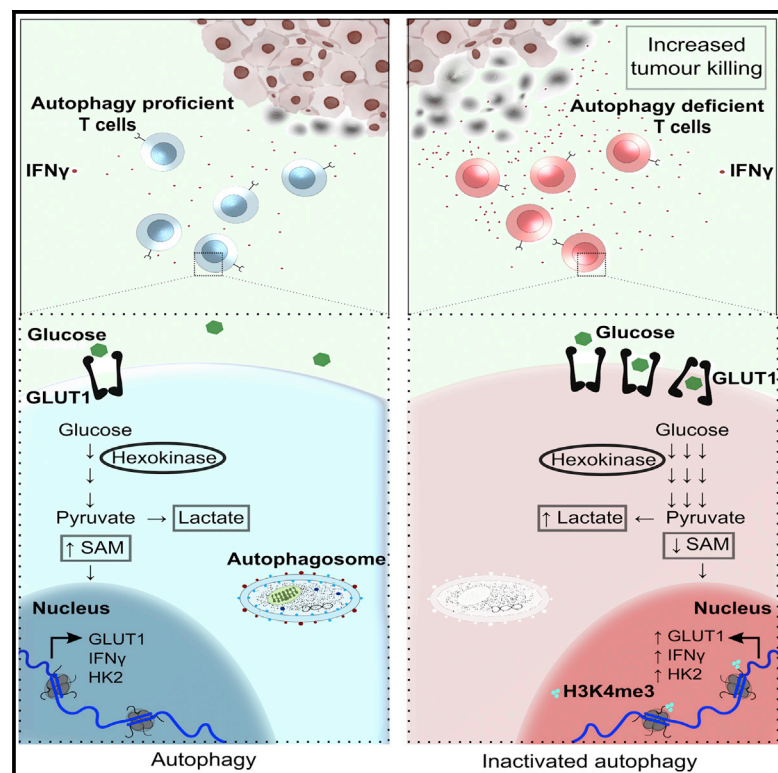 Autophagy proficient
T cells
IFNγ
Glucose
GLUT1
Glucose
↓ Hexokinase
↓
↓
Pyruvate → Lactate
↑ SAM
↓
Autophagosome
Nucleus
GLUT1
IFNγ
HK2
Autophagy
Increased
tumour killing
Autophagy deficient
T cells
IFNγ
Glucose
GLUT1
Glucose
↓↓↓
Hexokinase ↓↓↓
↓↓↓
↑ Lactate ← Pyruvate
↓ SAM
↓
Nucleus
↑ GLUT1
↑ IFNγ
↑ HK2
H3K4me3
Inactivated autophagy